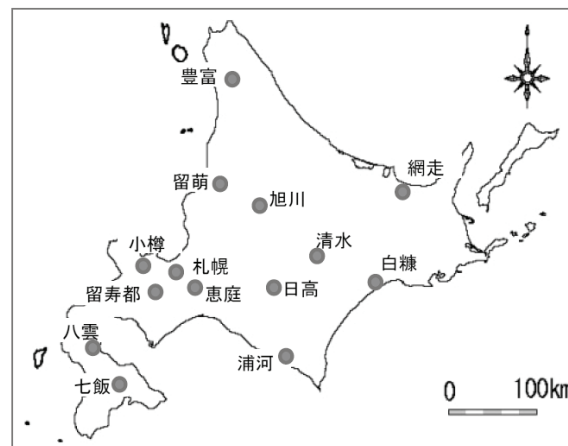 豊富
網走
留萌
旭川
清水
小樽
札幌
白糠
留寿都
恵庭
日高
八雲
浦河
七飯
0
100km